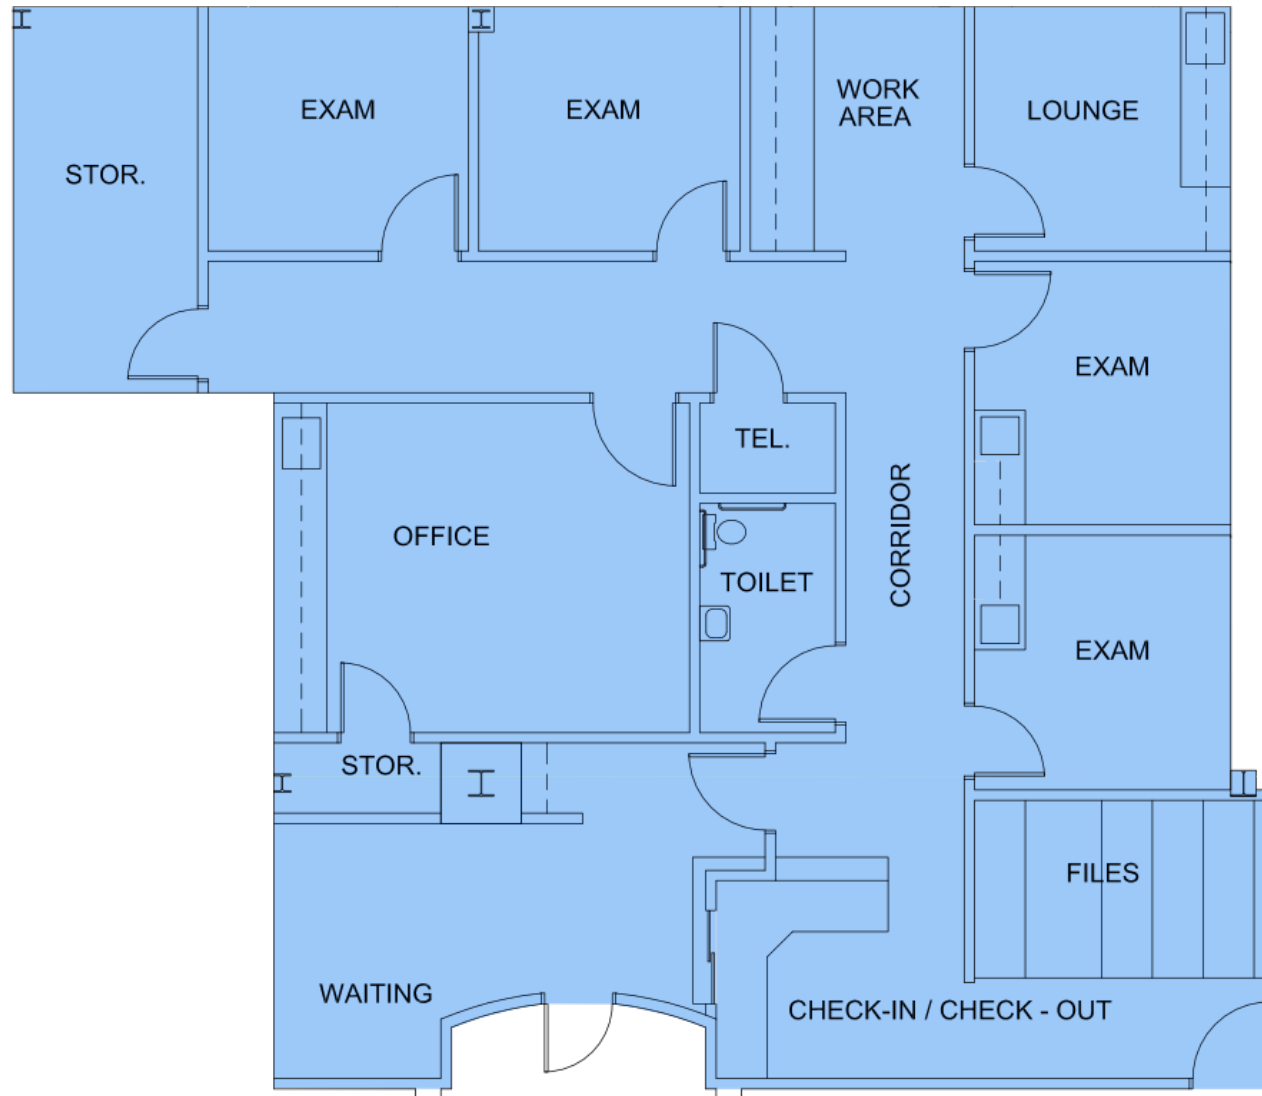 WORK
AREA
EXAM
EXAM
LOUNGE
STOR.
EXAM
TEL.
OFFICE
CORRIDOR
TOILET
EXAM
STOR.
FILES
WAITING
CHECK-IN / CHECK - OUT